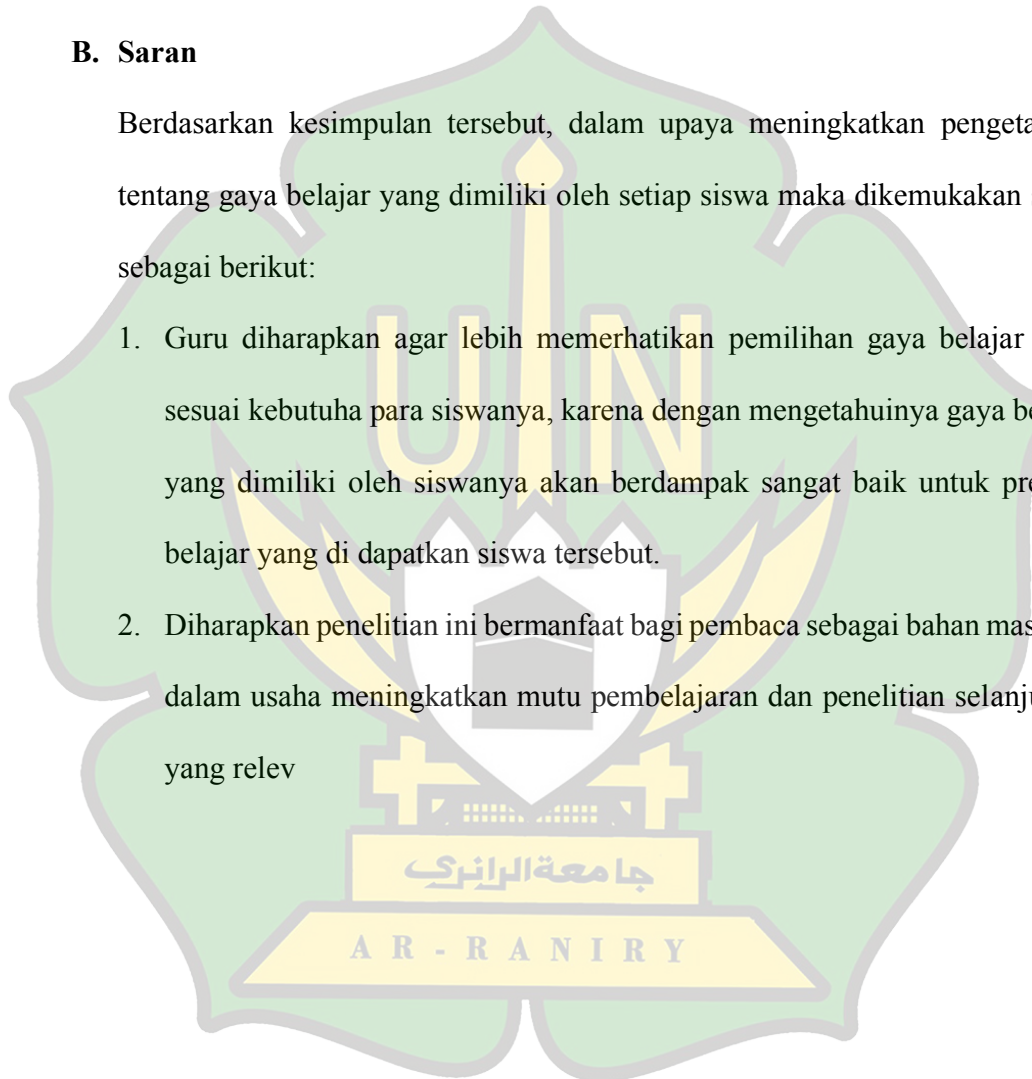 B. Saran
Berdasarkan kesimpulan tersebut, dalam upaya meningkatkan pengeta
tentang gaya belajar yang dimiliki oleh setiap siswa maka dikemukakan s
sebagai berikut:
1. Guru diharapkan agar lebih memerhatikan pemilihan gaya belajar
sesuai kebutuha para siswanya, karena dengan mengetahuinya gaya be
yang dimiliki oleh siswanya akan berdampak sangat baik untuk pre
belajar yang di dapatkan siswa tersebut.
2. Diharapkan penelitian ini bermanfaat bagi pembaca sebagai bahan mas
dalam usaha meningkatkan mutu pembelajaran dan penelitian selanju
yang relev
UIN
جامعة الرانري
AR-RANIRY